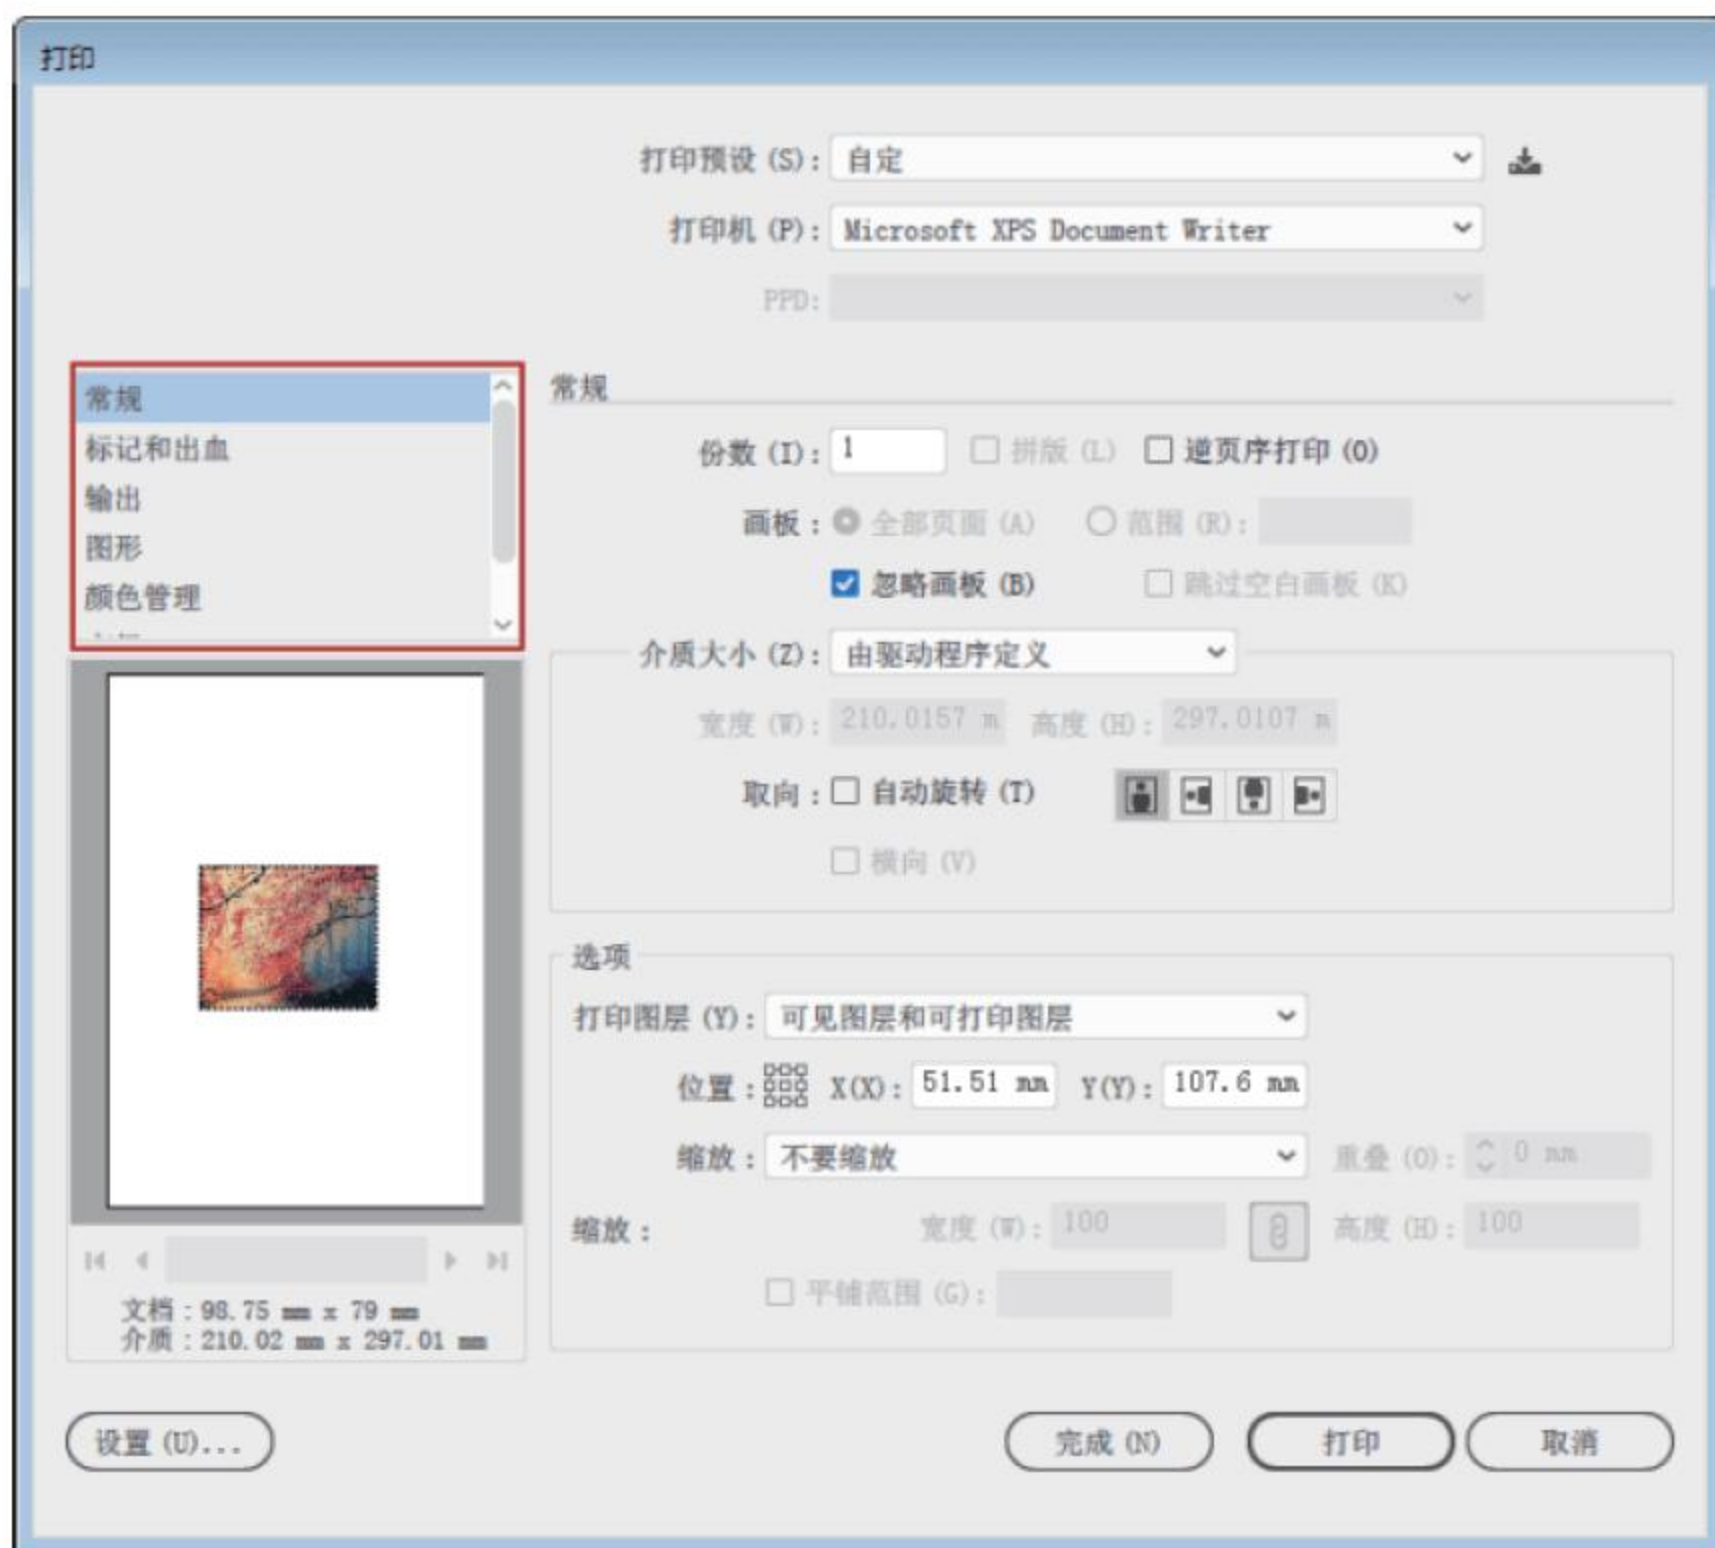 打印
打印预设 (S): 自定
打印机 (P): Microsoft XPS Document Writer
PPD:
常规
标记和出血
输出
图形
颜色管理
常规
份数 (I): 1 拼版 (L) 逆页序打印 (O)
画板: 全部页面 (A) 范围 (R):
忽略画板 (B) 跳过空白画板 (K)
介质大小 (Z): 由驱动程序定义
宽度 (W): 210.0157 m 高度 (H): 297.0107 m
取向: 自动旋转 (T)
横向 (V)
选项
打印图层 (Y): 可见图层和可打印图层
位置: X(X): 51.51 mm Y(Y): 107.6 mm
缩放: 不要缩放 重叠 (O): 0 mm
缩放: 宽度 (W): 100 高度 (H): 100
平铺范围 (G):
文档:98.75 mm x 79 mm
介质:210.02 mm x 297.01 mm
设置 (U)... 完成 (N) 打印 取消